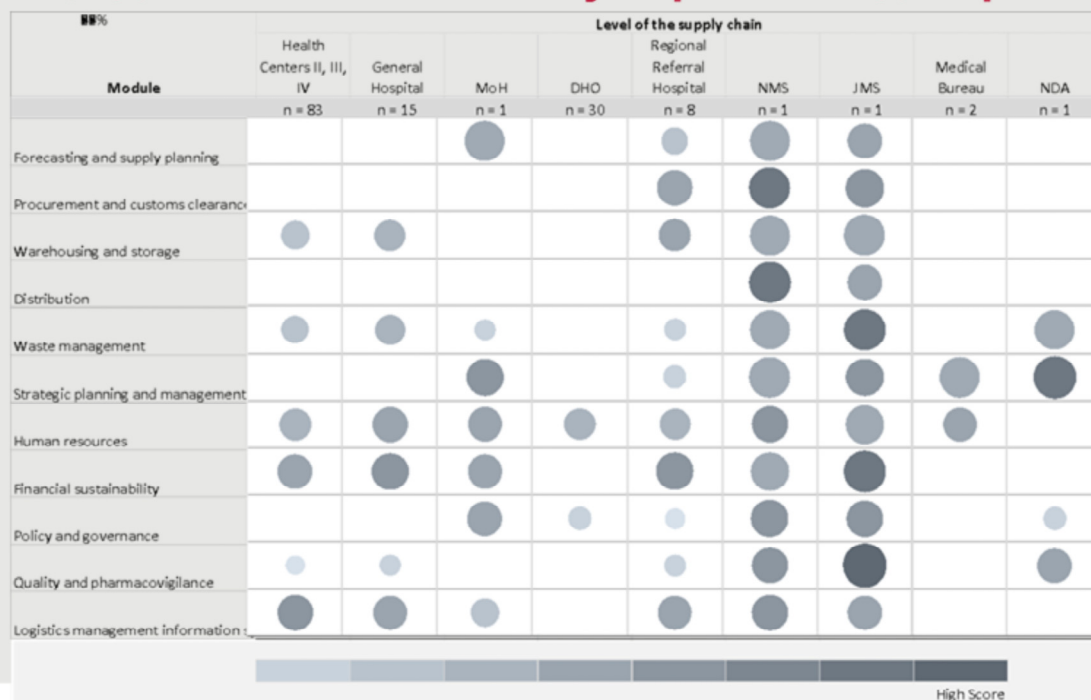 %
Level of the supply chain
Module
Health
Centers II, III,
IV
General
Hospital
MoH
DHO
Regional
Referral
Hospital
NMS
JMS
Medical
Bureau
NDA
n = 83
n = 15
n = 1
n = 30
n = 8
n = 1
n = 1
n = 2
n = 1
Forecasting and supply planning
Procurement and customs clearance
Warehousing and storage
Distribution
Waste management
Strategic planning and management
Human resources
Financial sustainability
Policy and governance
Quality and pharmacovigilance
Logistics management information
High Score